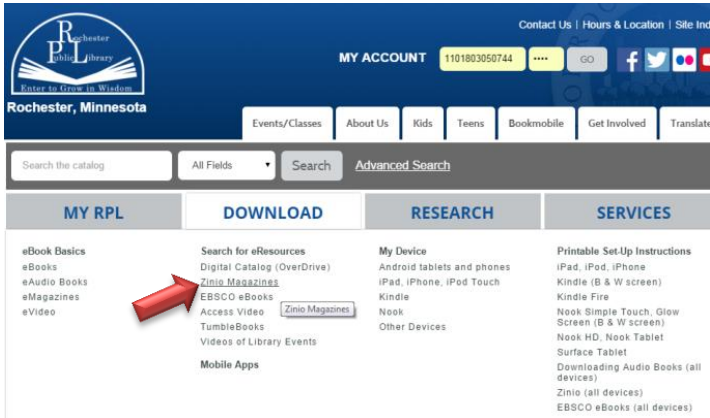 Contact Us | Hours & Location | Site Ind
Rochester
Public Library
Enter to Grow in Wisdom
Rochester, Minnesota
MY ACCOUNT 1101803050744 •••• GO
Events/Classes About Us Kids Teens Bookmobile Get Involved Translate
Search the catalog All Fields Search Advanced Search
MY RPL DOWNLOAD RESEARCH SERVICES
eBook Basics
eBooks
eAudio Books
eMagazines
eVideo
Search for eResources
Digital Catalog (OverDrive)
Zinio Magazines
EBSCO eBooks
Access Video
Zinio Magazines
TumbleBooks
Videos of Library Events
Mobile Apps
My Device
Android tablets and phones
iPad, iPhone, iPod Touch
Kindle
Nook
Other Devices
Printable Set-Up Instructions
iPad, iPod, iPhone
Kindle (B & W screen)
Kindle Fire
Nook Simple Touch, Glow
Screen (B & W screen)
Nook HD, Nook Tablet
Surface Tablet
Downloading Audio Books (all
devices)
Zinio (all devices)
EBSCO eBooks (all devices)